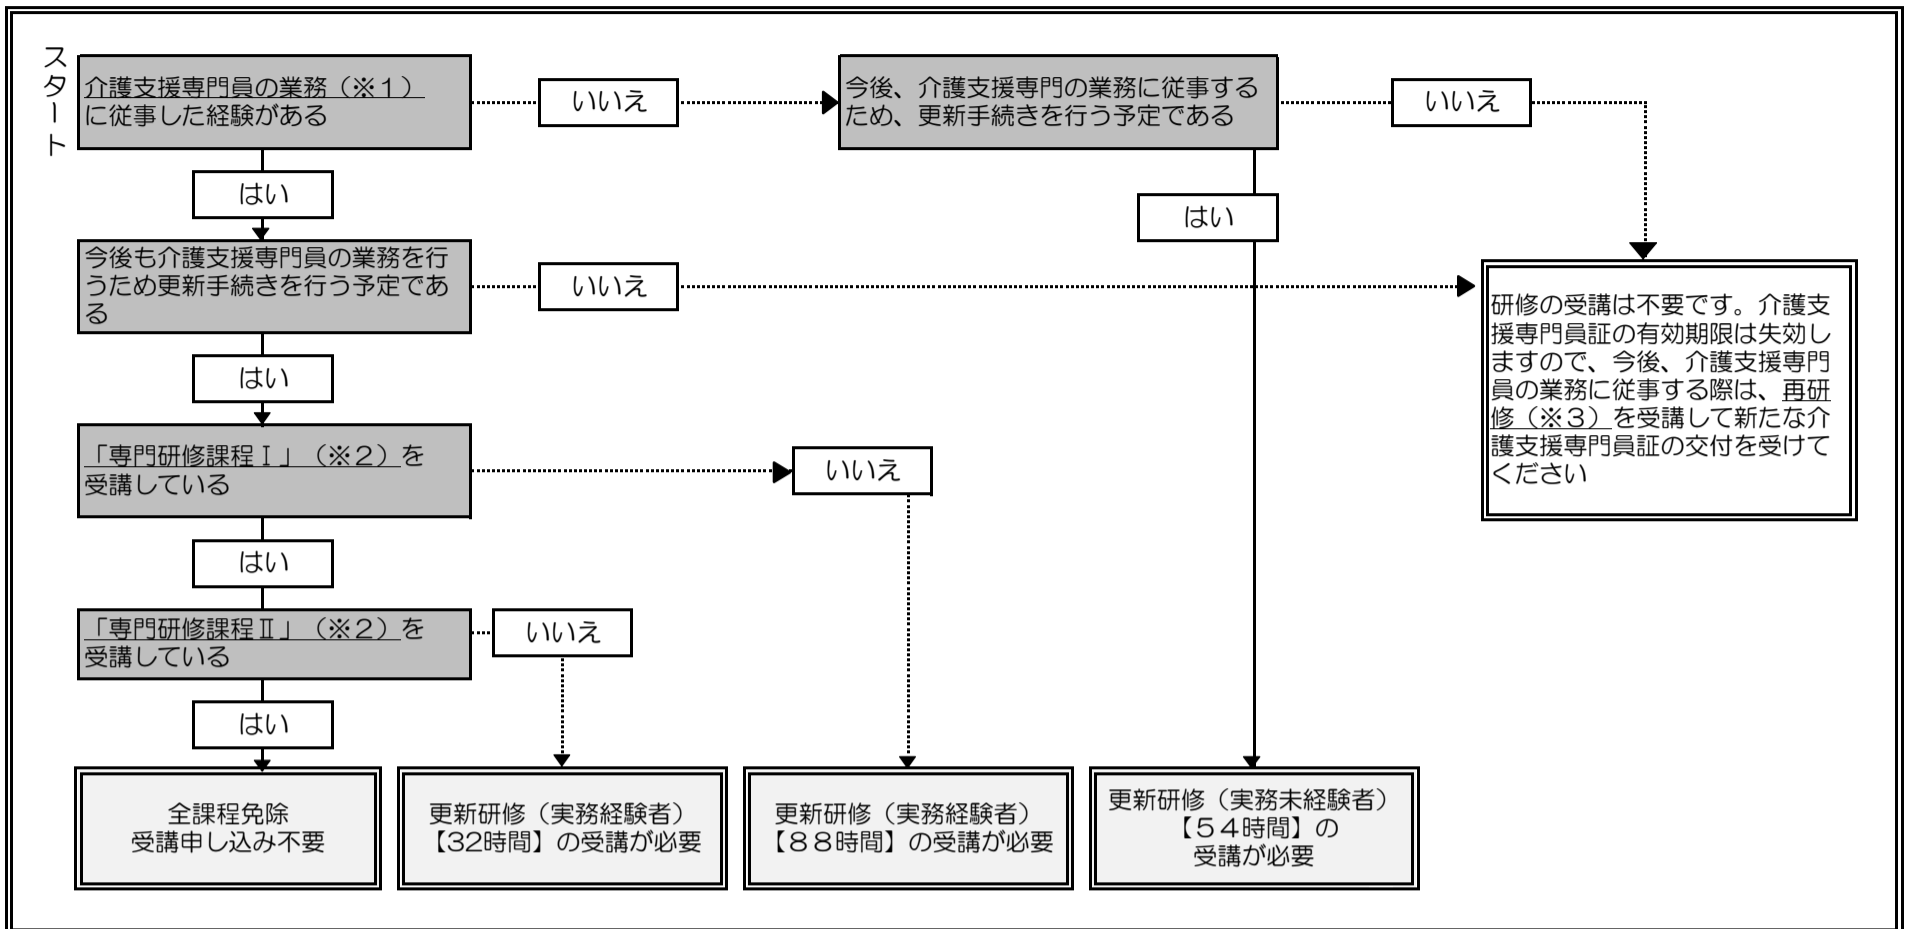 スタート
介護支援専門員の業務（※１）
に従事した経験がある
いいえ
今後、介護支援専門の業務に従事する
ため、更新手続きを行う予定である
いいえ
はい
はい
今後も介護支援専門員の業務を行
うため更新手続きを行う予定であ
る
いいえ
研修の受講は不要です。介護支
援専門員証の有効期限は失効し
ますので、今後、介護支援専門
員の業務に従事する際は、再研
修（※３）を受講して新たな介
護支援専門員証の交付を受けて
ください
はい
「専門研修課程Ⅰ」（※２）を
受講している
いいえ
はい
「専門研修課程Ⅱ」（※２）を
受講している
いいえ
はい
全課程免除
受講申し込み不要
更新研修（実務経験者）
【32時間】の受講が必要
更新研修（実務経験者）
【８８時間】の受講が必要
更新研修（実務未経験者）
【５４時間】の
受講が必要